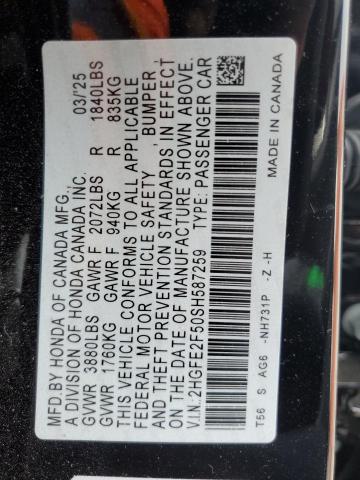 MFD.BY HONDA OF CANADA MFG., 03/'25
A DIVISION OF HONDA CANADA INC.
GVWR 3880LBS GAWR F 2072LBS R 1840LBS
GVWR 1760KG GAWR F 940KG R 835KG
THIS VEHICLE CONFORMS TO ALL APPLICABLE
FEDERAL MOTOR VEHICLE SAFETY, BUMPER,
AND THEFT PREVENTION STANDARDS IN EFFECT
ON THE DATE OF MANUFACTURE SHOWN ABOVE.
V.I.N.:2HGFE2F50SH587259 TYPE: PASSENGER CAR
T56 S AG6 -NH731P -Z -H MADE IN CANADA